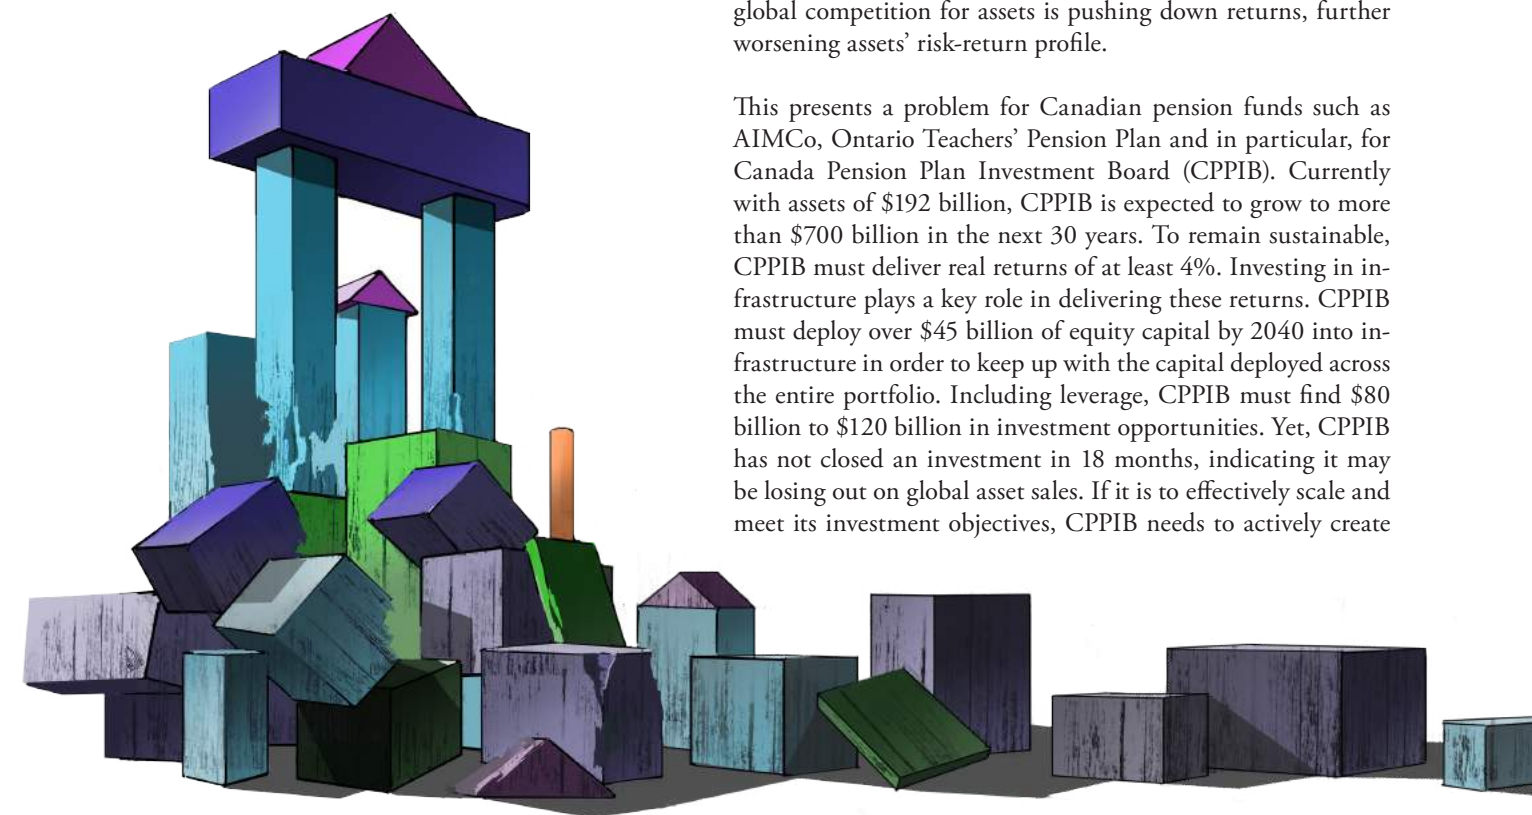 global competition for assets is pushing down returns, further
worsening assets’ risk-return profile.
This presents a problem for Canadian pension funds such as
AIMCo, Ontario Teachers’ Pension Plan and in particular, for
Canada Pension Plan Investment Board (CPPIB). Currently
with assets of $192 billion, CPPIB is expected to grow to more
than $700 billion in the next 30 years. To remain sustainable,
CPPIB must deliver real returns of at least 4%. Investing in in-
frastructure plays a key role in delivering these returns. CPPIB
must deploy over $45 billion of equity capital by 2040 into in-
frastructure in order to keep up with the capital deployed across
the entire portfolio. Including leverage, CPPIB must find $80
billion to $120 billion in investment opportunities. Yet, CPPIB
has not closed an investment in 18 months, indicating it may
be losing out on global asset sales. If it is to effectively scale and
meet its investment objectives, CPPIB needs to actively create